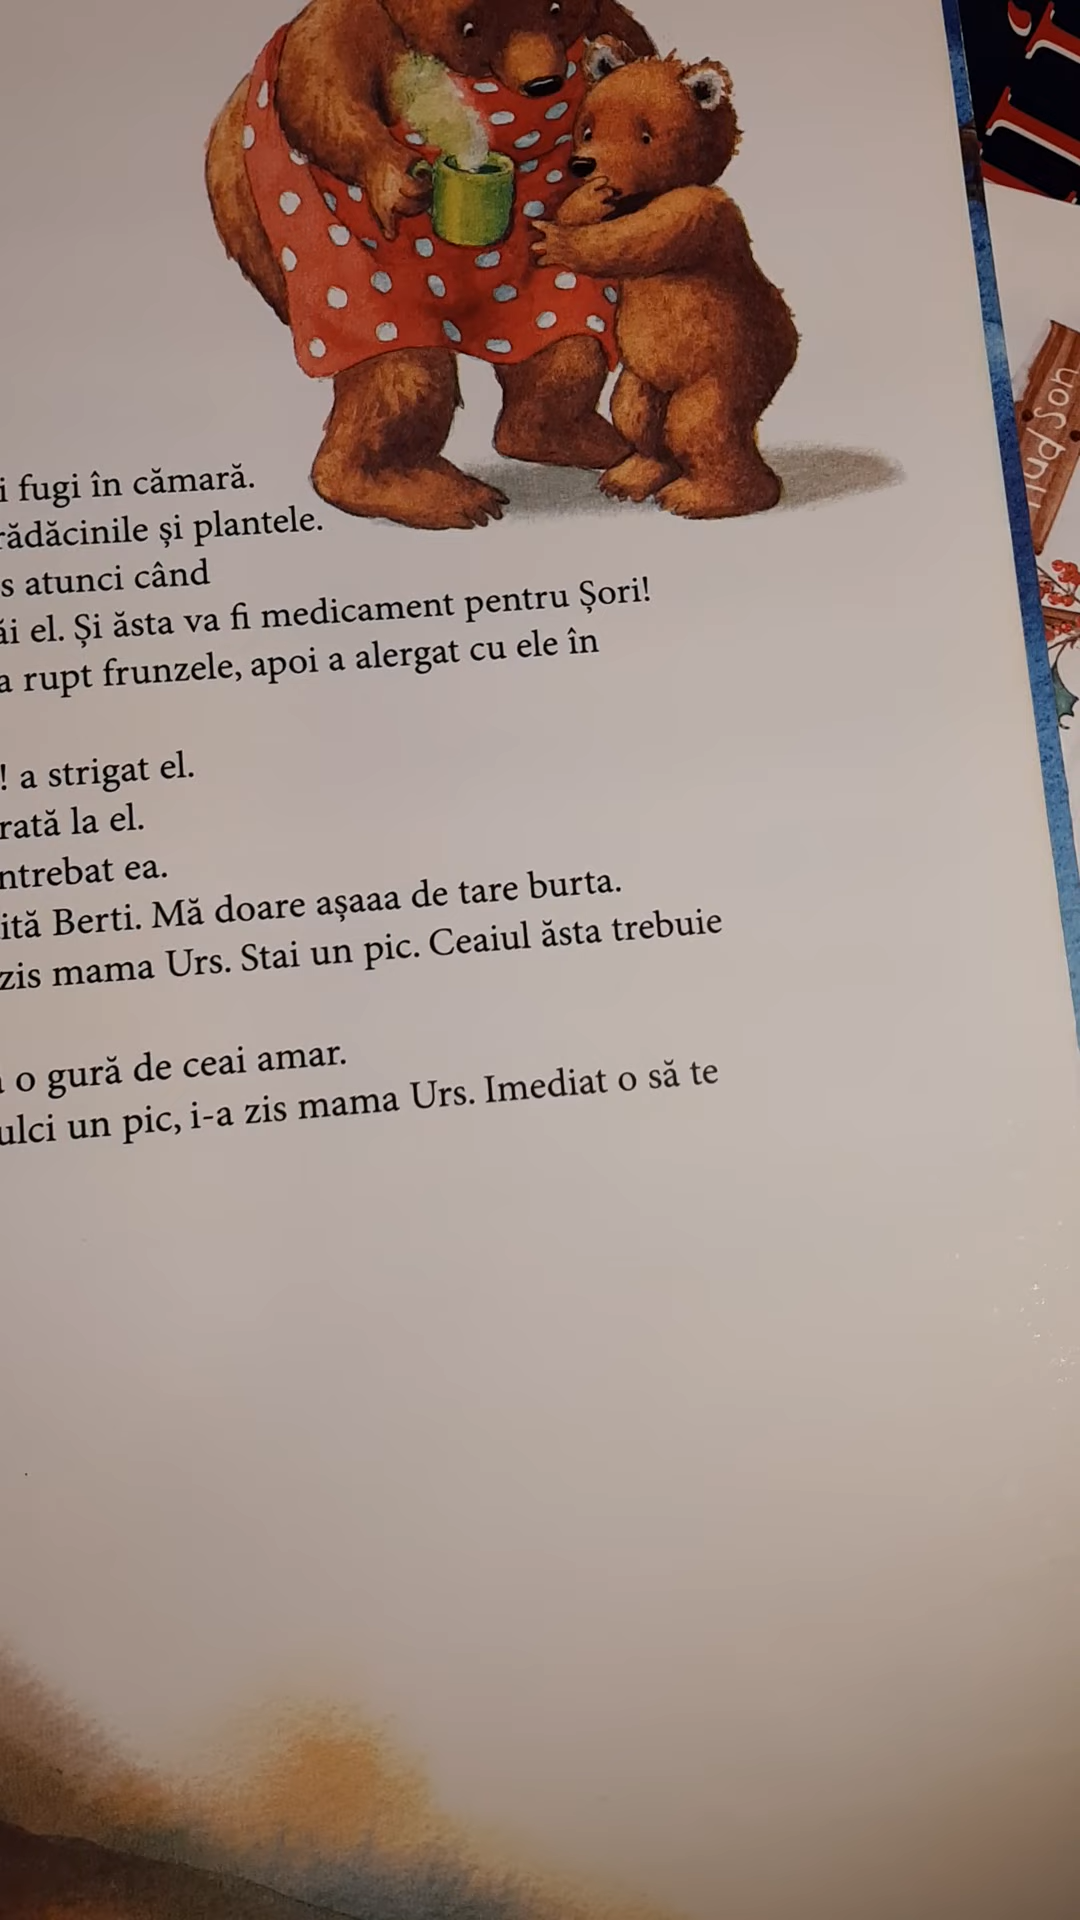 i fugi în cămară.
rădăcinile și plantele.
s atunci când
ăi el. Și ăsta va fi medicament pentru Șori!
a rupt frunzele, apoi a alergat cu ele în
! a strigat el.
rată la el.
ntrebat ea.
ită Berti. Mă doare așaaa de tare burta.
zis mama Urs. Stai un pic. Ceaiul ăsta trebuie
o gură de ceai amar.
ulci un pic, i-a zis mama Urs. Imediat o să te